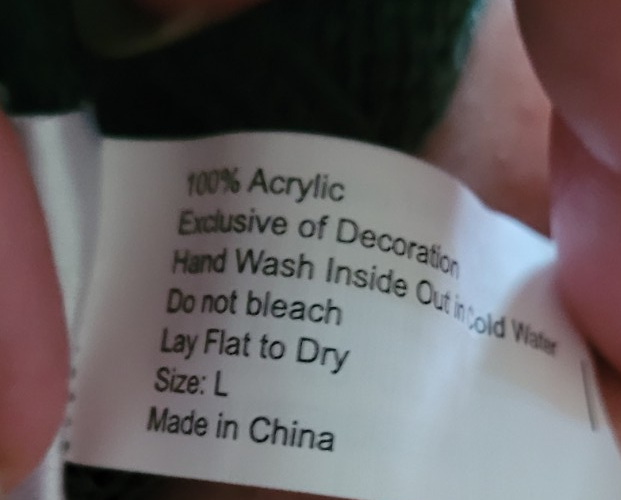 100% Acrylic
Exclusive of Decoration
Hand Wash Inside Out in Cold Water
Do not bleach
Lay Flat to Dry
Size: L
Made in China